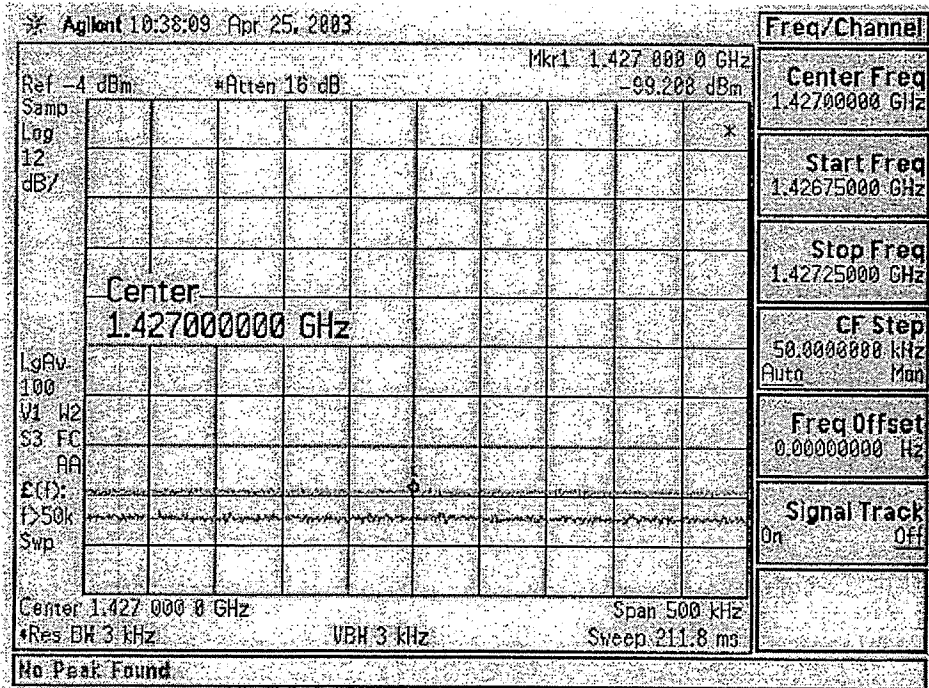 Agilent 10:38:09 Apr 25, 2003
Mkr1 1.427 000 0 GHz
Ref -4 dBm *Atten 16 dB -99.208 dBm
Samp
Log
12
dB/
Center
1.427000000 GHz
LgAv
100
V1 W2
S3 FC
AA
£(f):
f>50k
Swp
Center 1.427 000 0 GHz Span 500 kHz
*Res BW 3 kHz VBW 3 kHz Sweep 211.8 ms
No Peak Found
Freq/Channel
Center Freq
1.42700000 GHz
Start Freq
1.42675000 GHz
Stop Freq
1.42725000 GHz
CF Step
50.0000000 kHz
Auto Man
Freq Offset
0.00000000 Hz
Signal Track
On Off